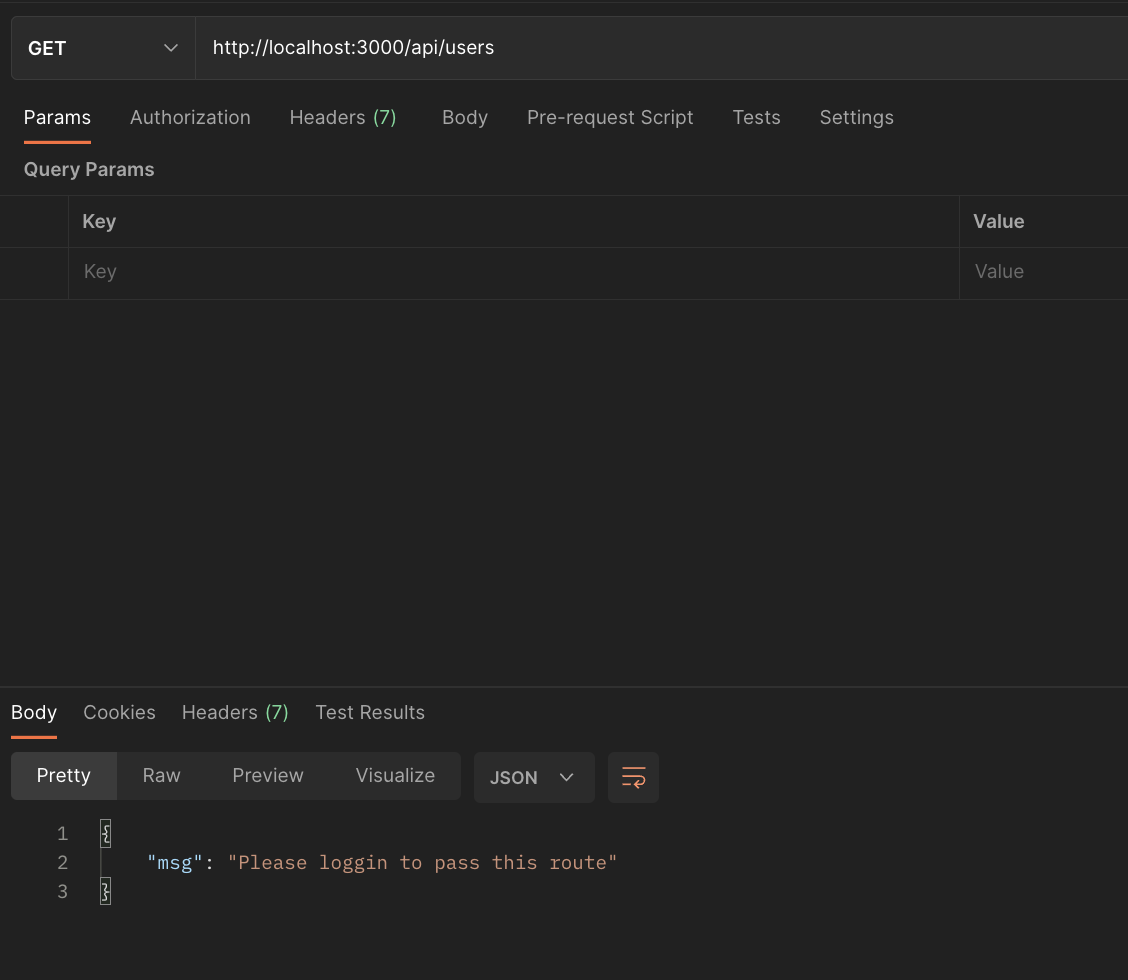 GET http://localhost:3000/api/users
Params Authorization Headers (7) Body Pre-request Script Tests Settings
Query Params
Key Value
Key Value
Body Cookies Headers (7) Test Results
Pretty Raw Preview Visualize JSON
1 {
2 "msg": "Please loggin to pass this route"
3 }